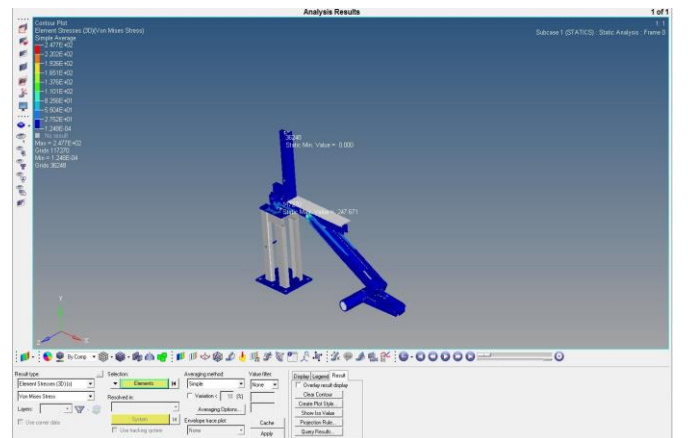 Analysis Results
1 of 1
Contour Plot
Element Stresses (3D)(Von Mises Stress)
Simple Average
1: 1
Subcase 1 (STATICS) : Static Analysis : Frame 0
2.477E+02
2.202E+02
1.926E+02
1.651E+02
1.376E+02
1.101E+02
8.256E+01
5.504E+01
2.752E+01
1.248E-04
No result
Max = 2.477E+02
Grids 117270
Min = 1.248E-04
Grids 36248
36248
Static Min. Value = 0.000
Static Max. Value = 247.671
Y
Z
X
By Comp
Result type:
Selection:
Averaging method:
Value filter:
Display
Legend
Result
Element Stresses (3D) (s)
Elements
Simple
None
Overlay result display
Von Mises Stress
Resolved in:
Variation <
10
(%)
Clear Contour
Layers:
Averaging Options...
Create Plot Style...
Use corner data
System
Envelope trace plot:
Cache
Show Iso Value
Use tracking system
None
Apply
Projection Rule...
Query Results...